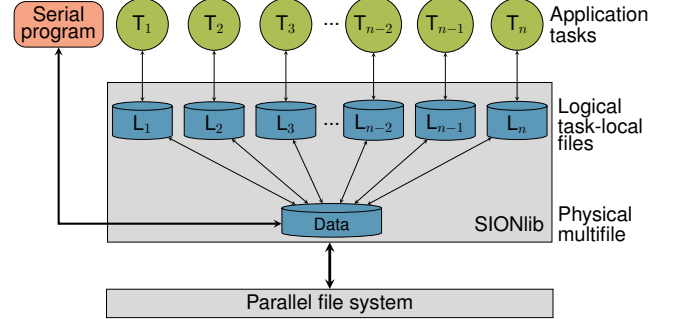 Serial
program
T1 T2 T3 ... Tn−2 Tn−1 Tn
Application
tasks
L1 L2 L3 ... Ln−2 Ln−1 Ln
Logical
task-local
files
Data
SIONlib
Physical
multifile
Parallel file system